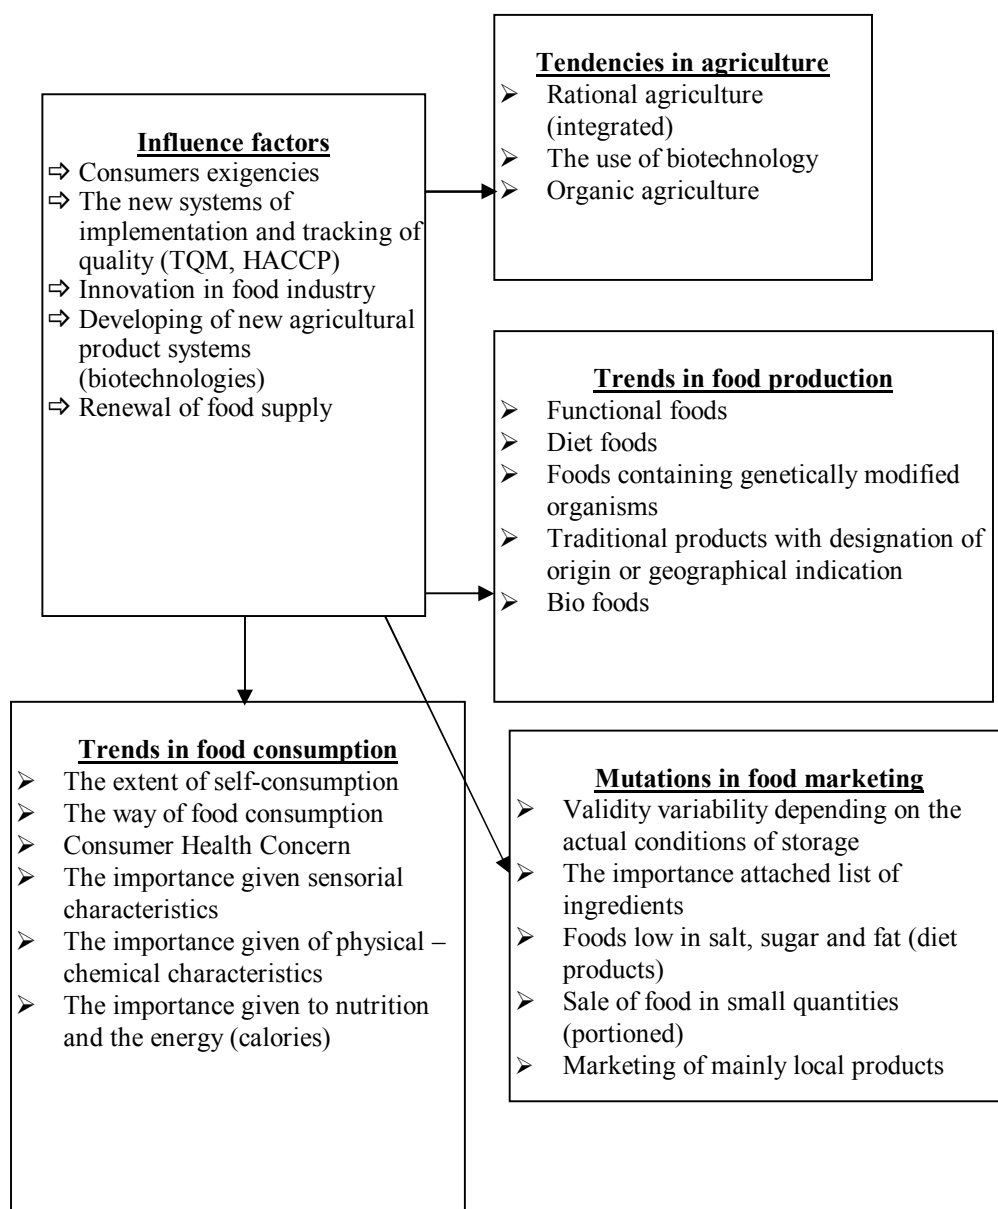 Influence factors
⇨ Consumers exigencies
⇨ The new systems of
implementation and tracking of
quality (TQM, HACCP)
⇨ Innovation in food industry
⇨ Developing of new agricultural
product systems
(biotechnologies)
⇨ Renewal of food supply
Tendencies in agriculture
➢ Rational agriculture
(integrated)
➢ The use of biotechnology
➢ Organic agriculture
Trends in food production
➢ Functional foods
➢ Diet foods
➢ Foods containing genetically modified
organisms
➢ Traditional products with designation of
origin or geographical indication
➢ Bio foods
Trends in food consumption
➢ The extent of self-consumption
➢ The way of food consumption
➢ Consumer Health Concern
➢ The importance given sensorial
characteristics
➢ The importance given of physical –
chemical characteristics
➢ The importance given to nutrition
and the energy (calories)
Mutations in food marketing
➢ Validity variability depending on the
actual conditions of storage
➢ The importance attached list of
ingredients
➢ Foods low in salt, sugar and fat (diet
products)
➢ Sale of food in small quantities
(portioned)
➢ Marketing of mainly local products